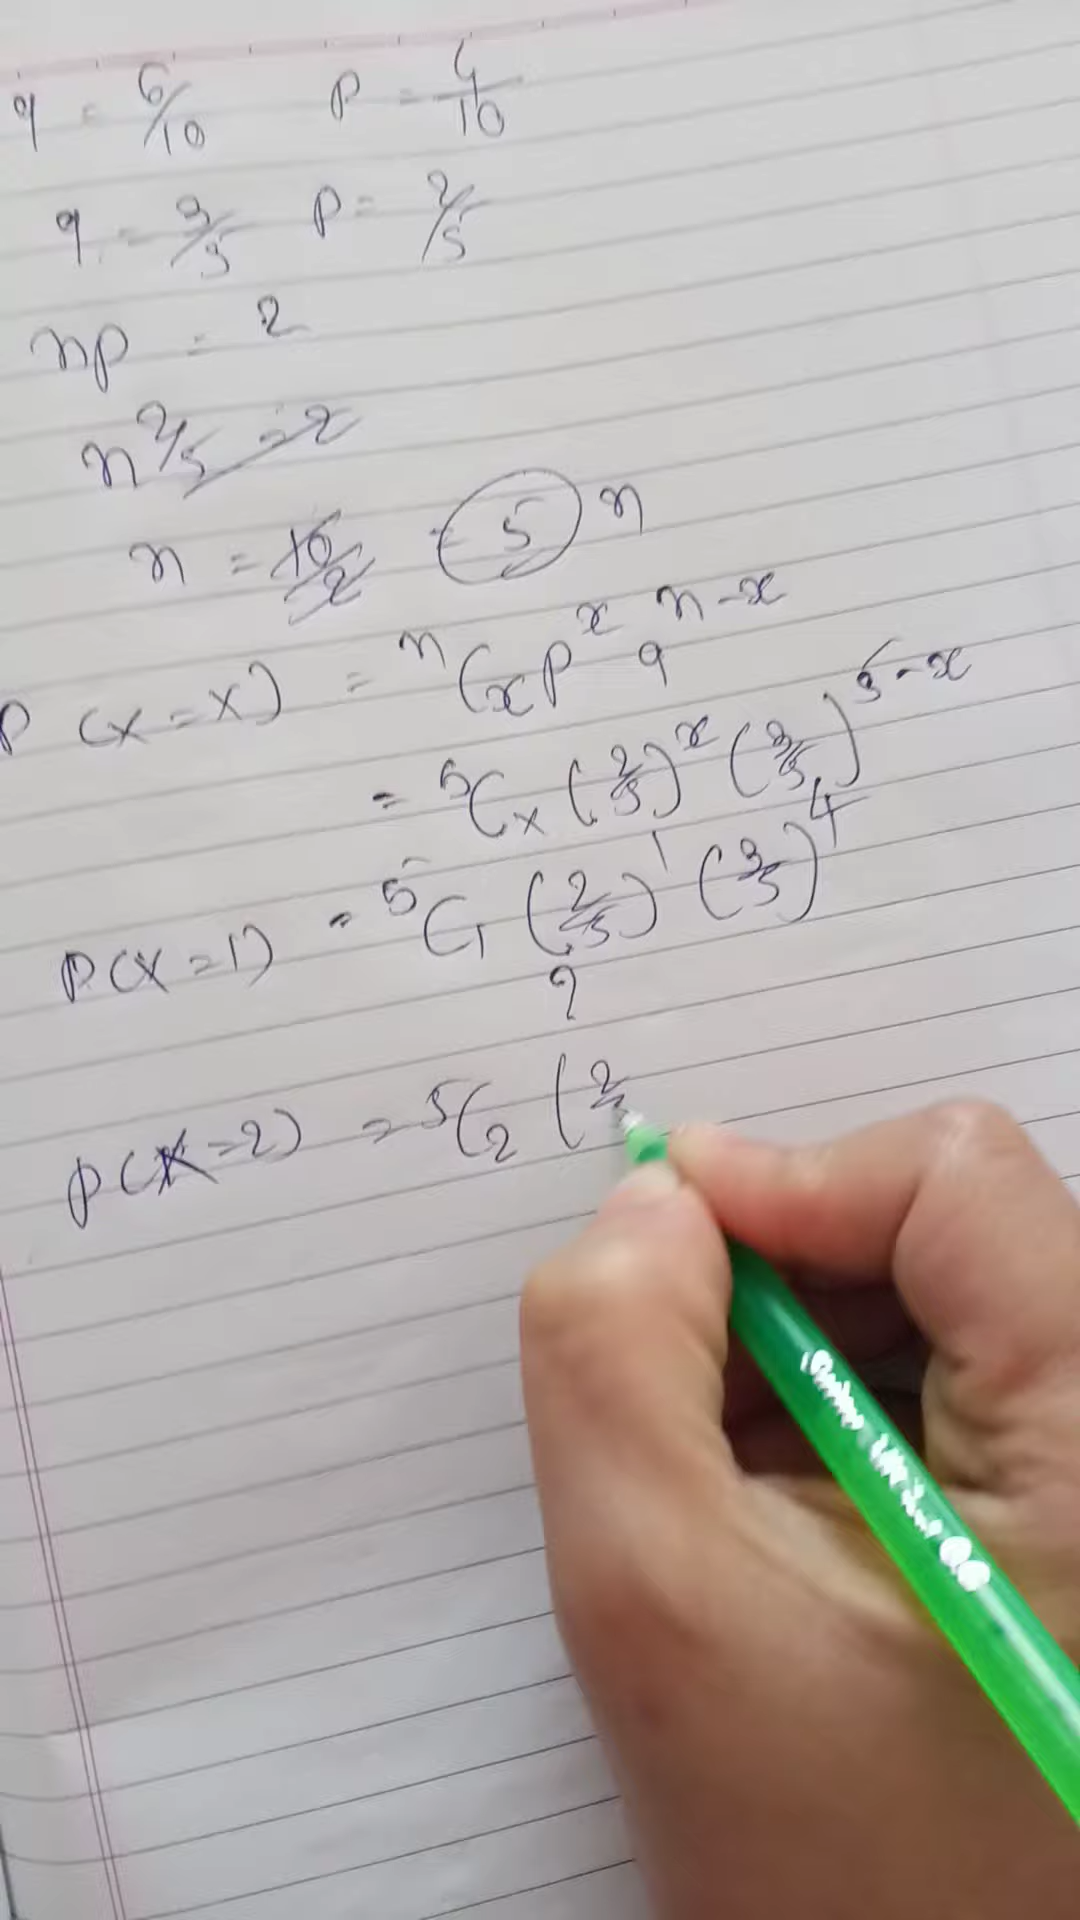 q = 6/10 p = 4/10
q = 3/5 p = 2/5
np = 2
n 2/5 = 2
n = 10/2 = 5 n
P(X = x) = ⁿCₓ pˣ qⁿ⁻ˣ
= ⁵Cₓ (2/5)ˣ (3/5)⁵⁻ˣ
P(X = 1) = ⁵C₁ (2/5)¹ (3/5)⁴
2
P(X = 2) = ⁵C₂ (2/